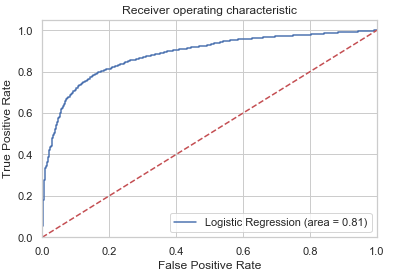 Receiver operating characteristic
True Positive Rate
1.0
0.8
0.6
0.4
0.2
0.0
Logistic Regression (area = 0.81)
0.0 0.2 0.4 0.6 0.8 1.0
False Positive Rate